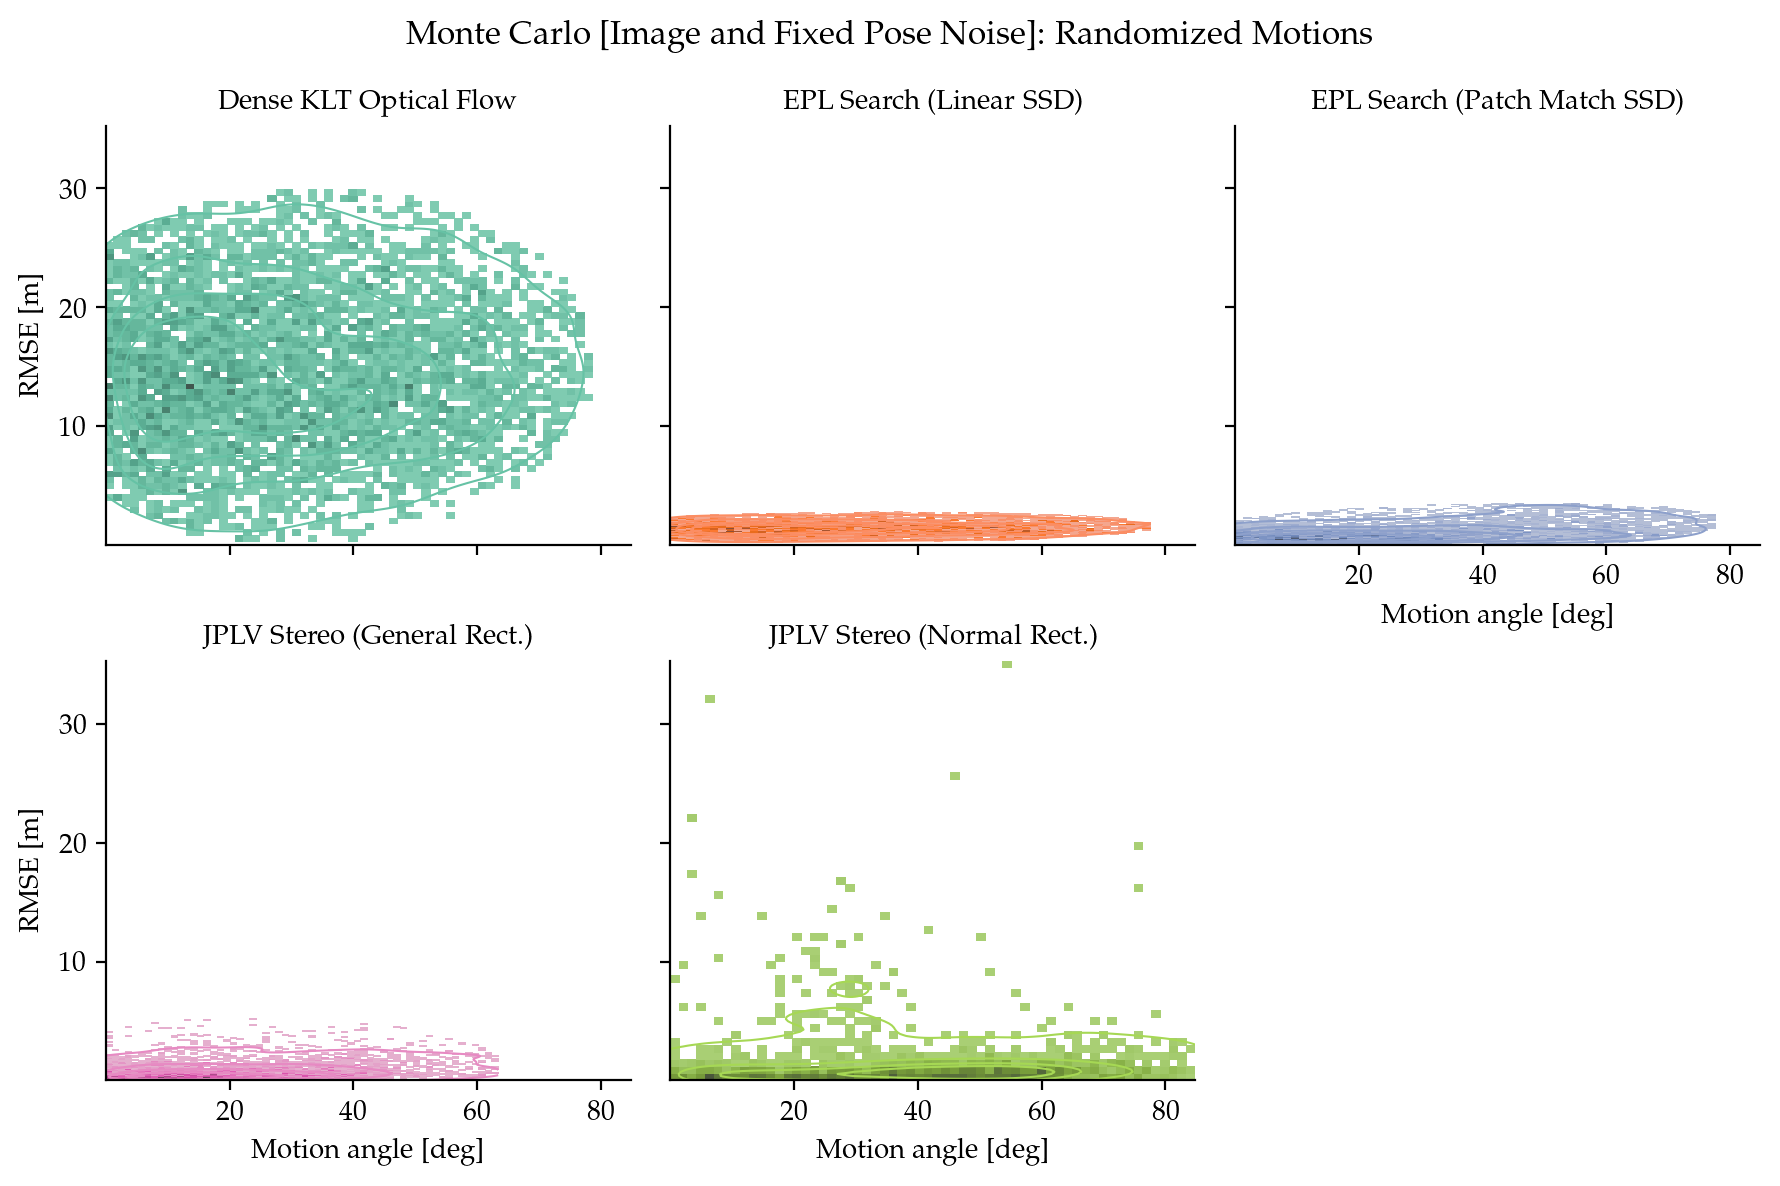 Monte Carlo [Image and Fixed Pose Noise]: Randomized Motions
Dense KLT Optical Flow
EPL Search (Linear SSD)
EPL Search (Patch Match SSD)
RMSE [m]
30
20
10
20
40
60
80
Motion angle [deg]
JPLV Stereo (General Rect.)
JPLV Stereo (Normal Rect.)
RMSE [m]
30
20
10
20
40
60
80
Motion angle [deg]
20
40
60
80
Motion angle [deg]